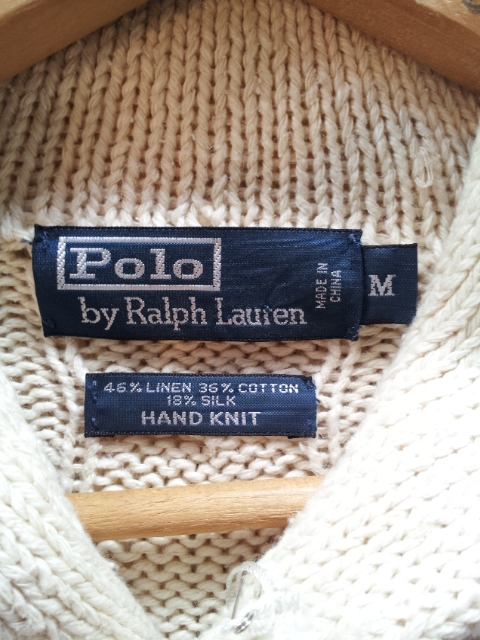 Polo
by Ralph Lauren
MADE IN
CHINA
M
46% LINEN 36% COTTON
18% SILK
HAND KNIT